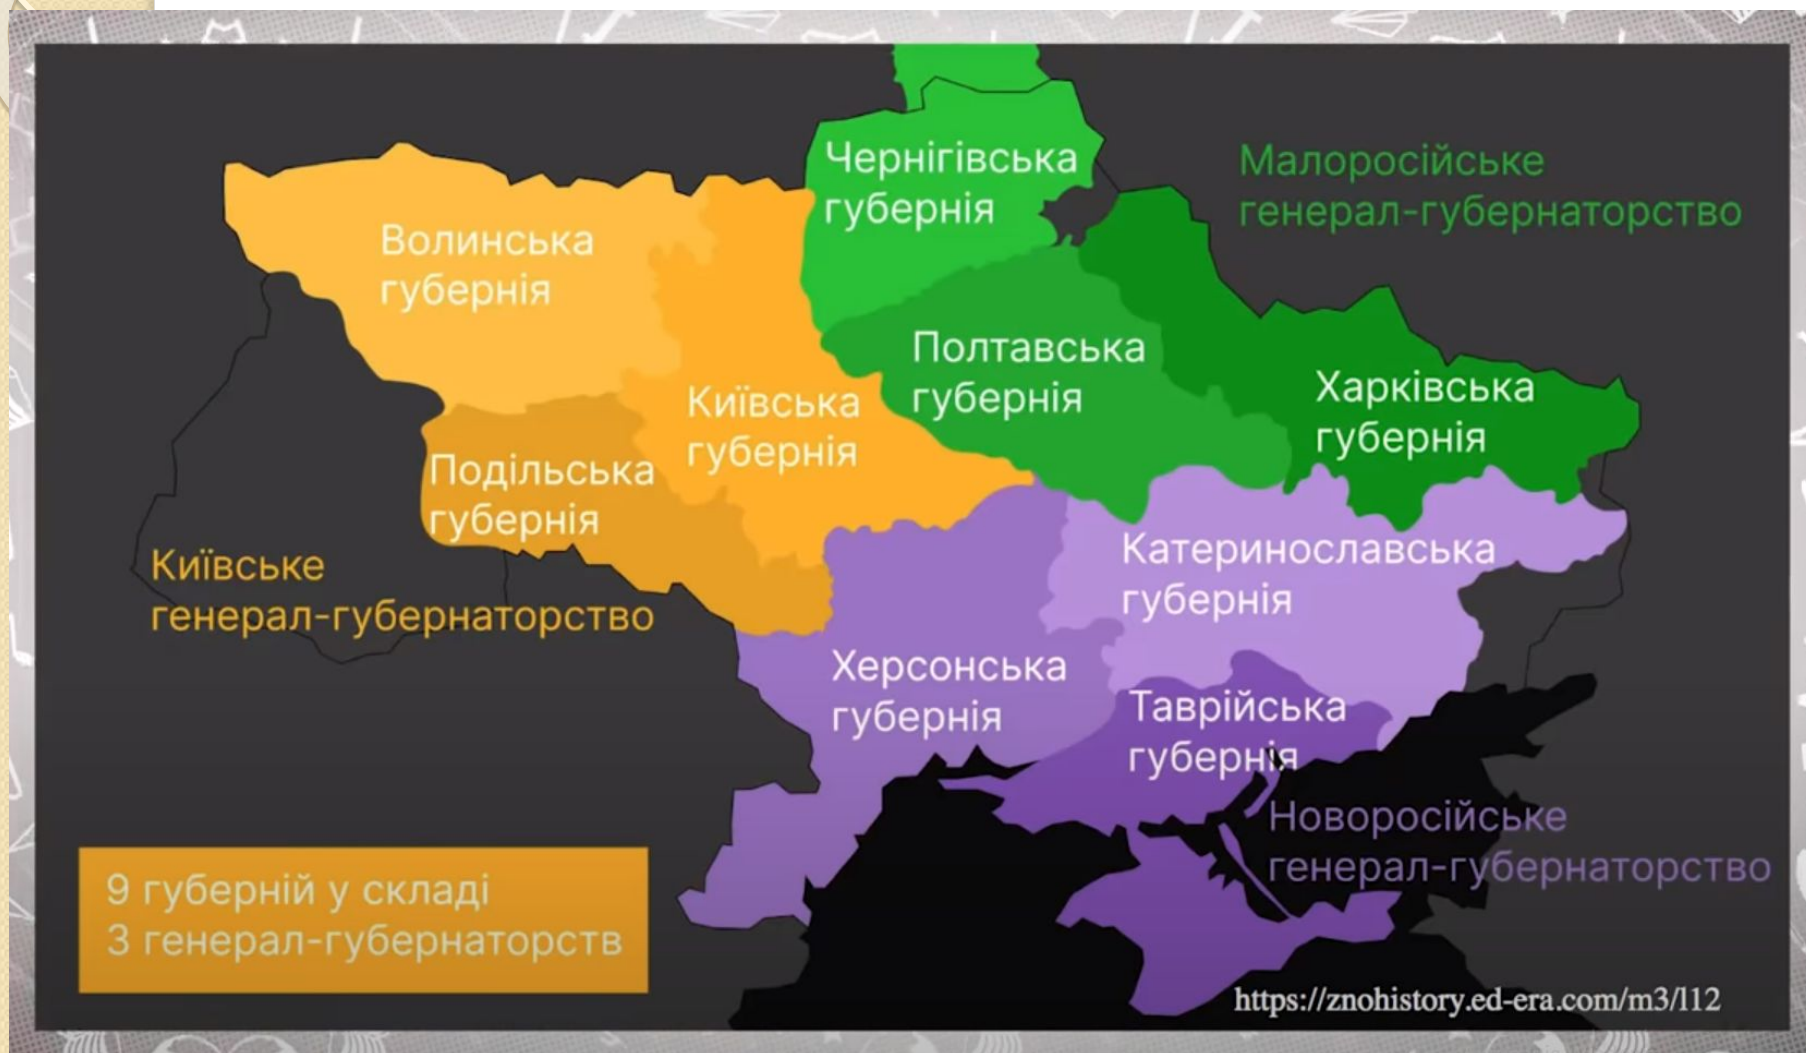 Чернігівська
губернія
Малоросійське
генерал-губернаторство
Волинська
губернія
Полтавська
губернія
Харківська
губернія
Київська
губернія
Подільська
губернія
Київське
генерал-губернаторство
Катеринославська
губернія
Херсонська
губернія
Таврійська
губернія
Новоросійське
генерал-губернаторство
9 губерній у складі
3 генерал-губернаторств
https://znohistory.ed-era.com/m3/l12